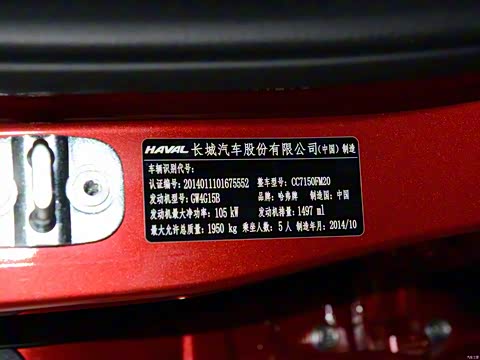 HAVAL 长城汽车股份有限公司(中国) 制造
车辆识别代号:
认证编号: 2014011101675552 整车型号: CC7150FM20
发动机型号: GW4G15B 品牌: 哈弗牌 制造国: 中国
发动机最大净功率: 105 kW 发动机排量: 1497 ml
最大允许总质量: 1950 kg 乘坐人数: 5人 制造年月: 2014/10